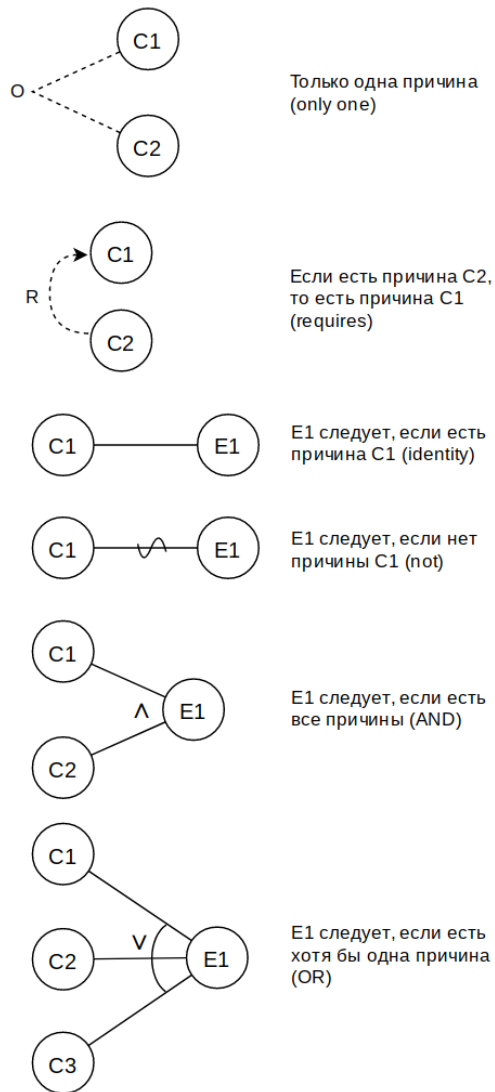 C1
O
C2
Только одна причина
(only one)
C1
R
C2
Если есть причина C2,
то есть причина C1
(requires)
C1
E1
E1 следует, если есть
причина C1 (identity)
C1
E1
E1 следует, если нет
причины C1 (not)
C1
∧
E1
C2
E1 следует, если есть
все причины (AND)
C1
∨
C2
E1
C3
E1 следует, если есть
хотя бы одна причина
(OR)